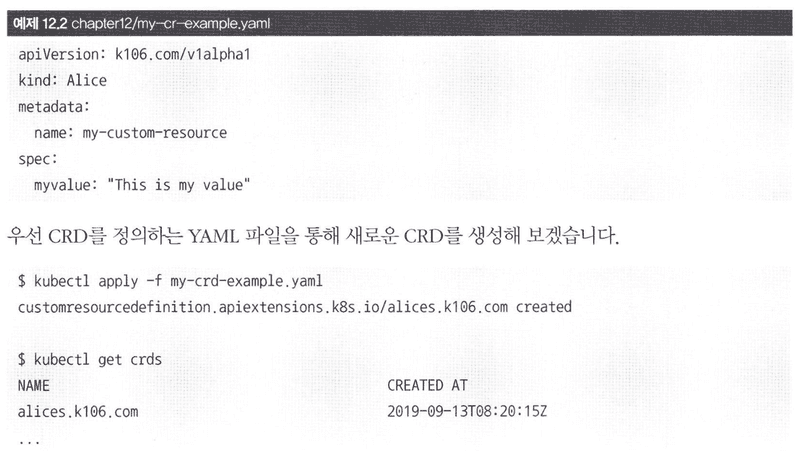 예제 12.2 chapter12/my-cr-example.yaml
apiVersion: k106.com/v1alpha1
kind: Alice
metadata:
  name: my-custom-resource
spec:
  myvalue: "This is my value"
우선 CRD를 정의하는 YAML 파일을 통해 새로운 CRD를 생성해 보겠습니다.
$ kubectl apply -f my-crd-example.yaml
customresourcedefinition.apiextensions.k8s.io/alices.k106.com created
$ kubectl get crds
NAME CREATED AT
alices.k106.com 2019-09-13T08:20:15Z
...